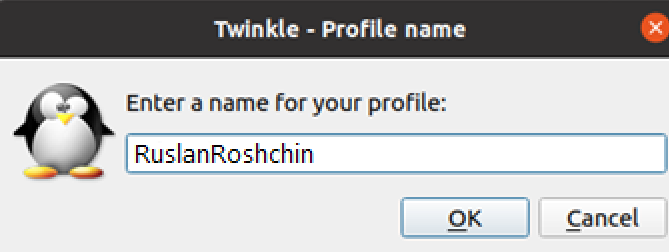 Twinkle - Profile name
Enter a name for your profile:
RuslanRoshchin
OK
Cancel